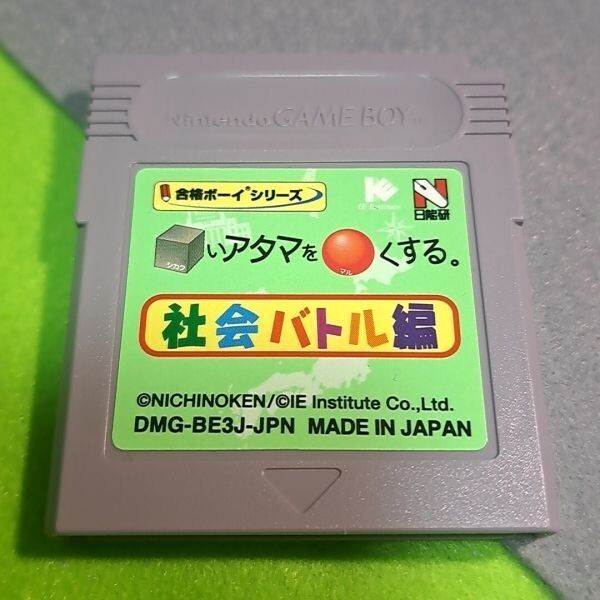 Nintendo GAME BOY
合格ボーイ®シリーズ
IE Institute
日能研
シカクいアタマをマルくする。
社会バトル編
©NICHINOKEN/©IE Institute Co.,Ltd.
DMG-BE3J-JPN MADE IN JAPAN